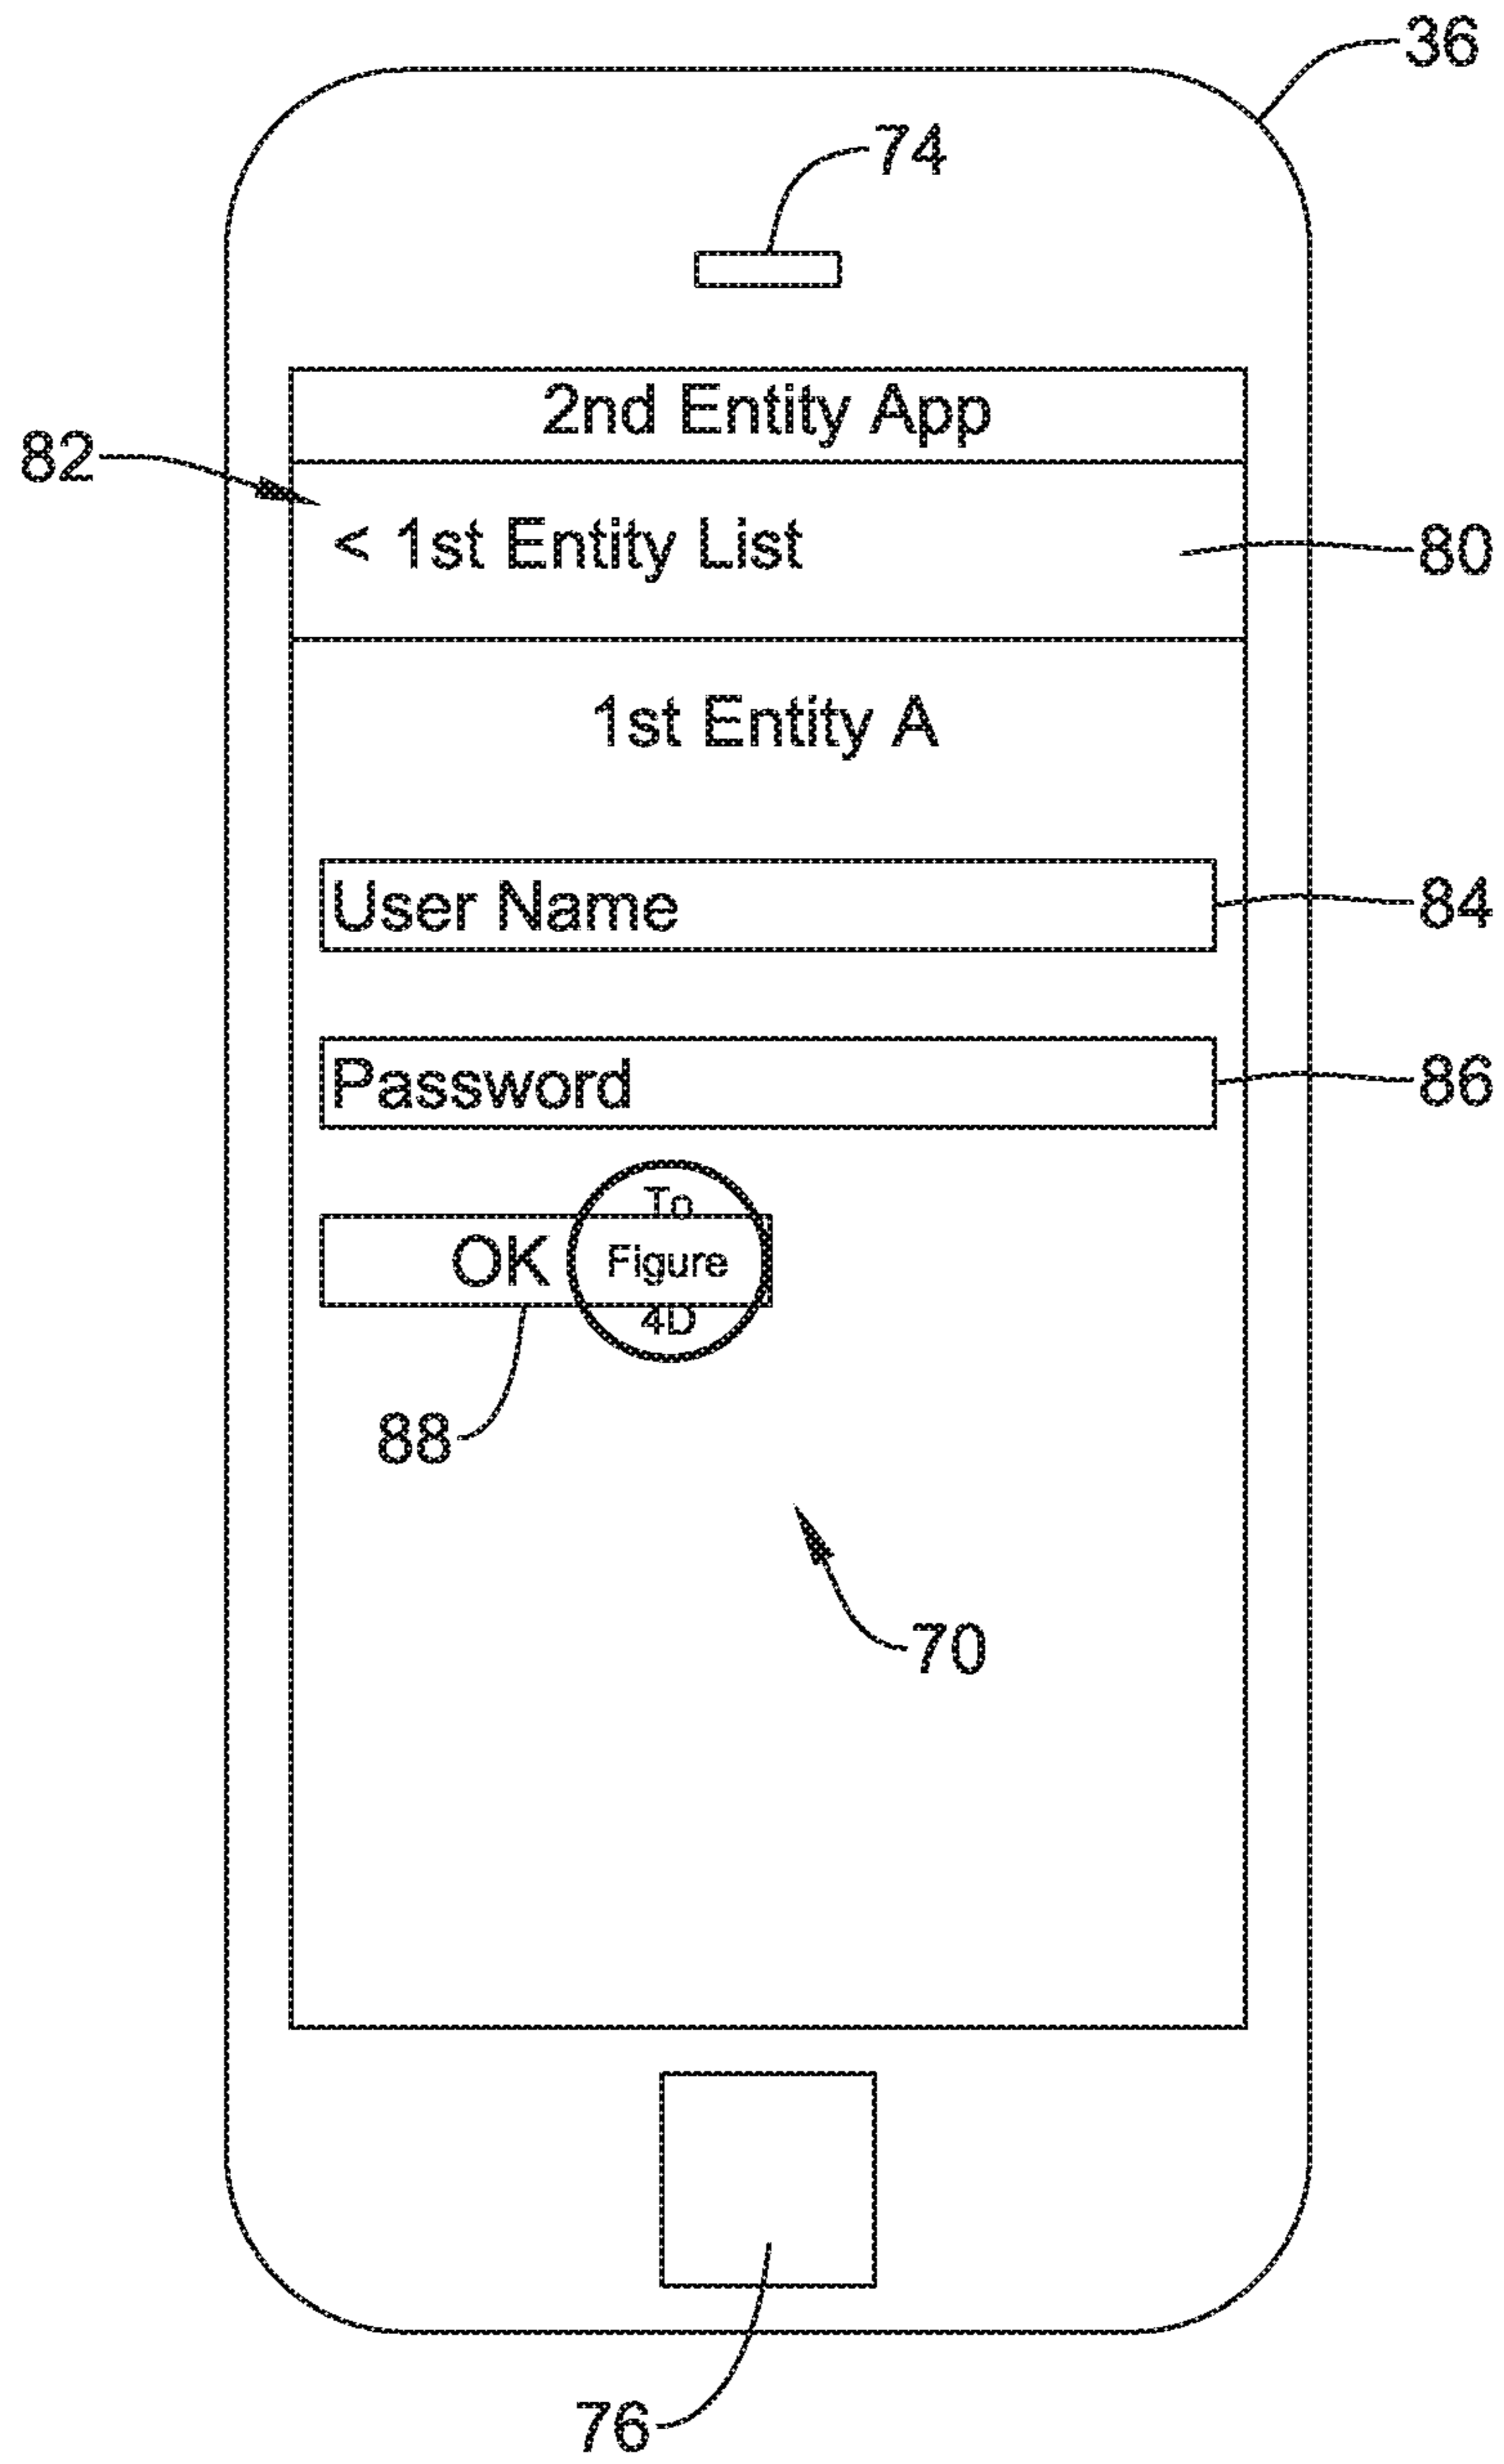 36
74
2nd Entity App
82
< 1st Entity List
80
1st Entity A
User Name
84
Password
86
To
OK
Figure
4D
88
70
76